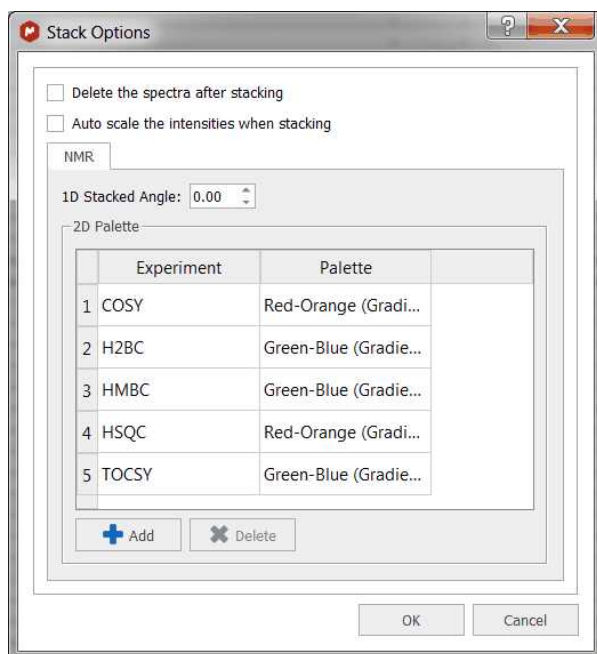 Stack Options
Delete the spectra after stacking
Auto scale the intensities when stacking
NMR
1D Stacked Angle: 0.00
2D Palette
Experiment Palette
1 COSY Red-Orange (Gradi...
2 H2BC Green-Blue (Gradie...
3 HMBC Green-Blue (Gradie...
4 HSQC Red-Orange (Gradi...
5 TOCSY Green-Blue (Gradie...
Add Delete
OK Cancel